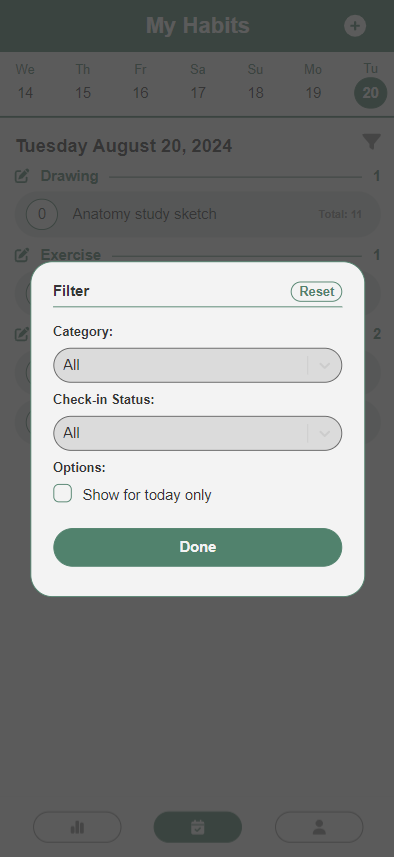 My Habits
We Th Fr Sa Su Mo Tu
14 15 16 17 18 19 20
Tuesday August 20, 2024
Drawing 1
0 Anatomy study sketch Total: 11
Exercise 1
2
Filter Reset
Category:
All
Check-in Status:
All
Options:
Show for today only
Done